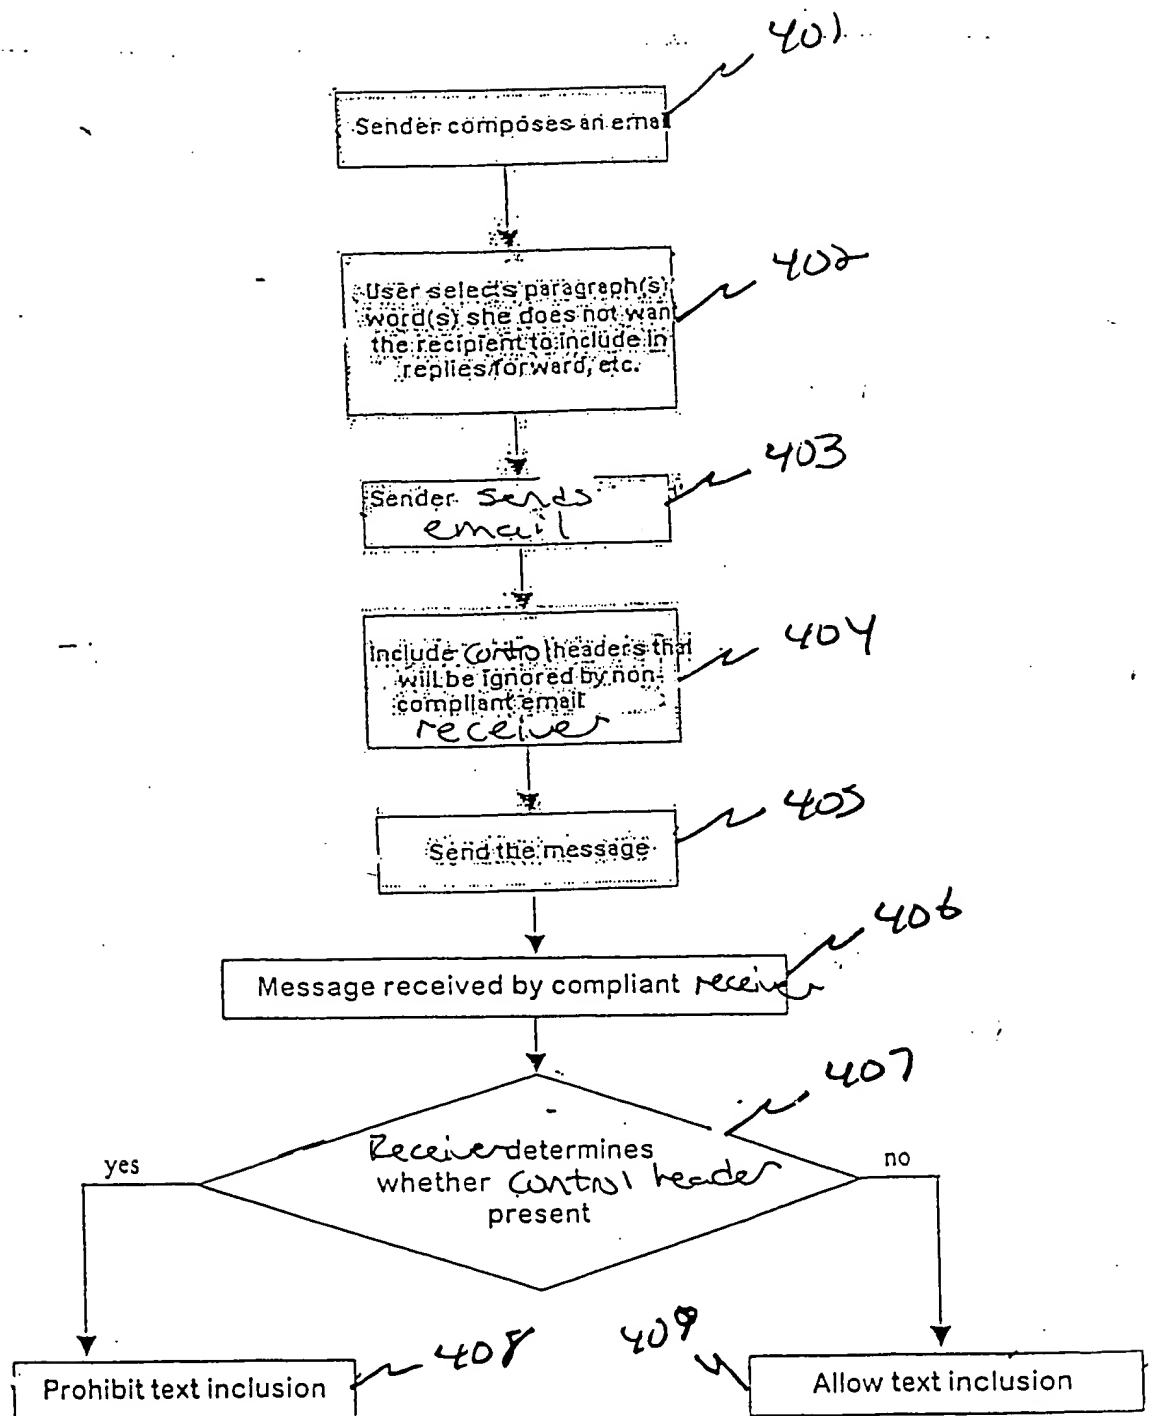 401
Sender composes an emai
402
User selects paragraph(s)
word(s) she does not wan
the recipient to include in
replies/forward, etc.
403
Sender sends
email
404
Include control headers that
will be ignored by non-
compliant email
receiver
405
Send the message
406
Message received by compliant receiver
407
Receiver determines
whether control header
present
yes
no
408
409
Prohibit text inclusion
Allow text inclusion